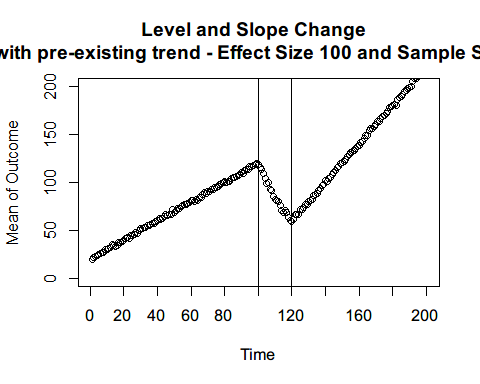 Level and Slope Change
with pre-existing trend - Effect Size 100 and Sample S
Mean of Outcome
200
150
100
50
0
0 20 40 60 80 120 160 200
Time